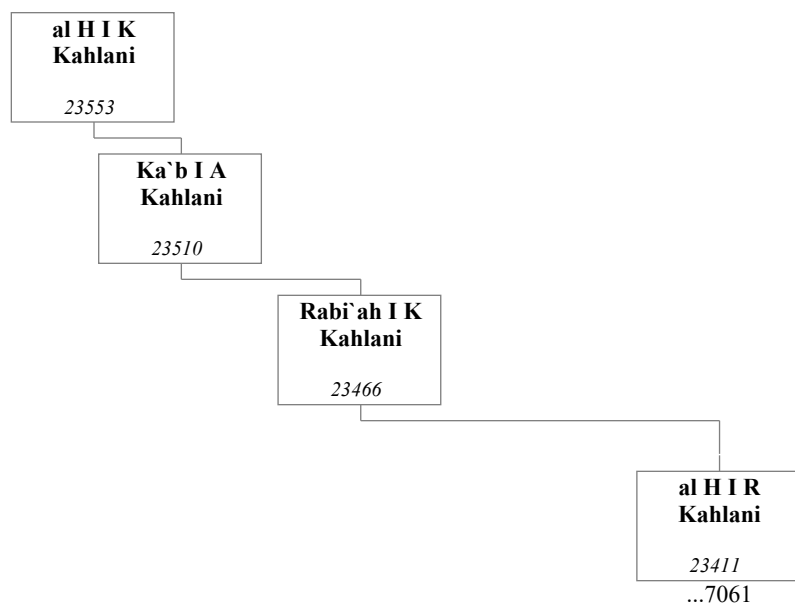 al H I K
Kahlani
23553
Ka`b I A
Kahlani
23510
Rabi`ah I K
Kahlani
23466
al H I R
Kahlani
23411
...7061